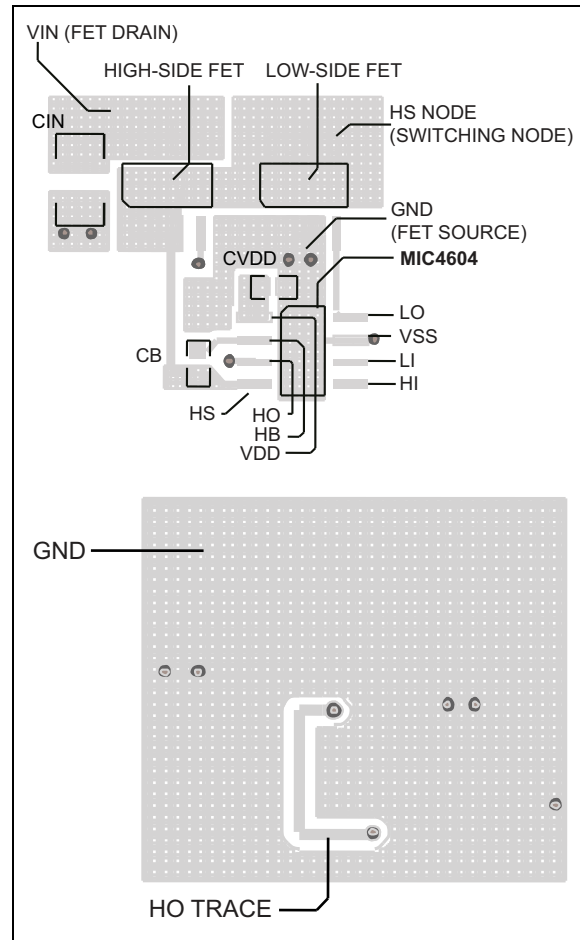 VIN (FET DRAIN)
HIGH-SIDE FET
LOW-SIDE FET
CIN
HS NODE
(SWITCHING NODE)
GND
(FET SOURCE)
CVDD
MIC4604
LO
VSS
CB
LI
HI
HS
HO
HB
VDD
GND
HO TRACE